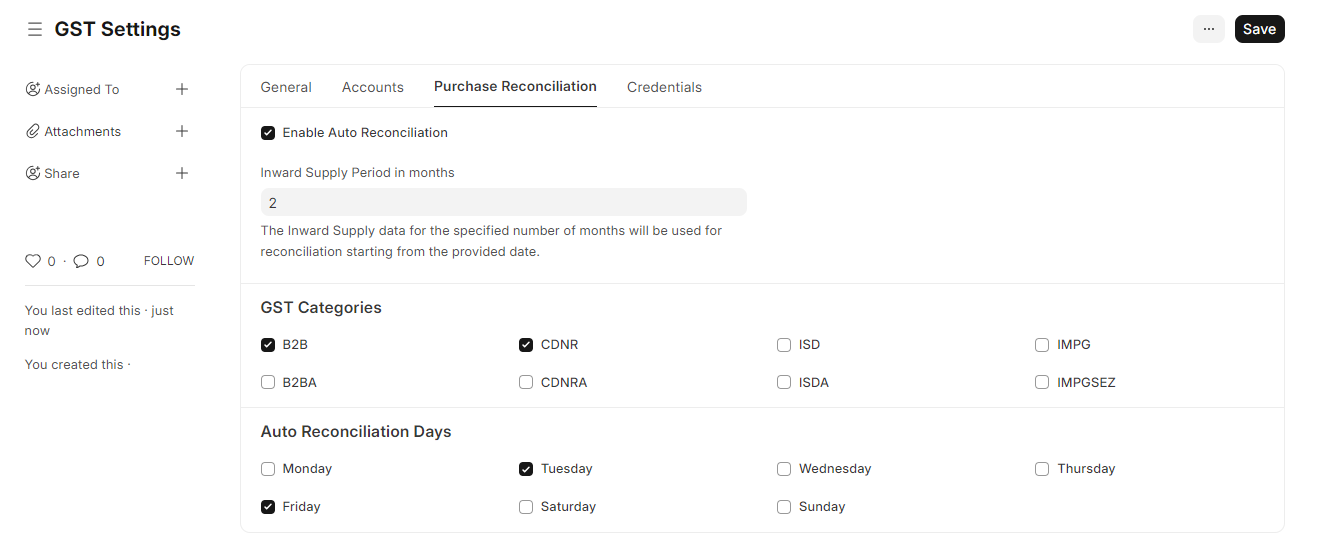 GST Settings
...
Save
Assigned To
Attachments
Share
0 · 0 FOLLOW
You last edited this · just
now
You created this ·
General Accounts Purchase Reconciliation Credentials
Enable Auto Reconciliation
Inward Supply Period in months
2
The Inward Supply data for the specified number of months will be used for
reconciliation starting from the provided date.
GST Categories
B2B CDNR ISD IMPG
B2BA CDNRA ISDA IMPGSEZ
Auto Reconciliation Days
Monday Tuesday Wednesday Thursday
Friday Saturday Sunday